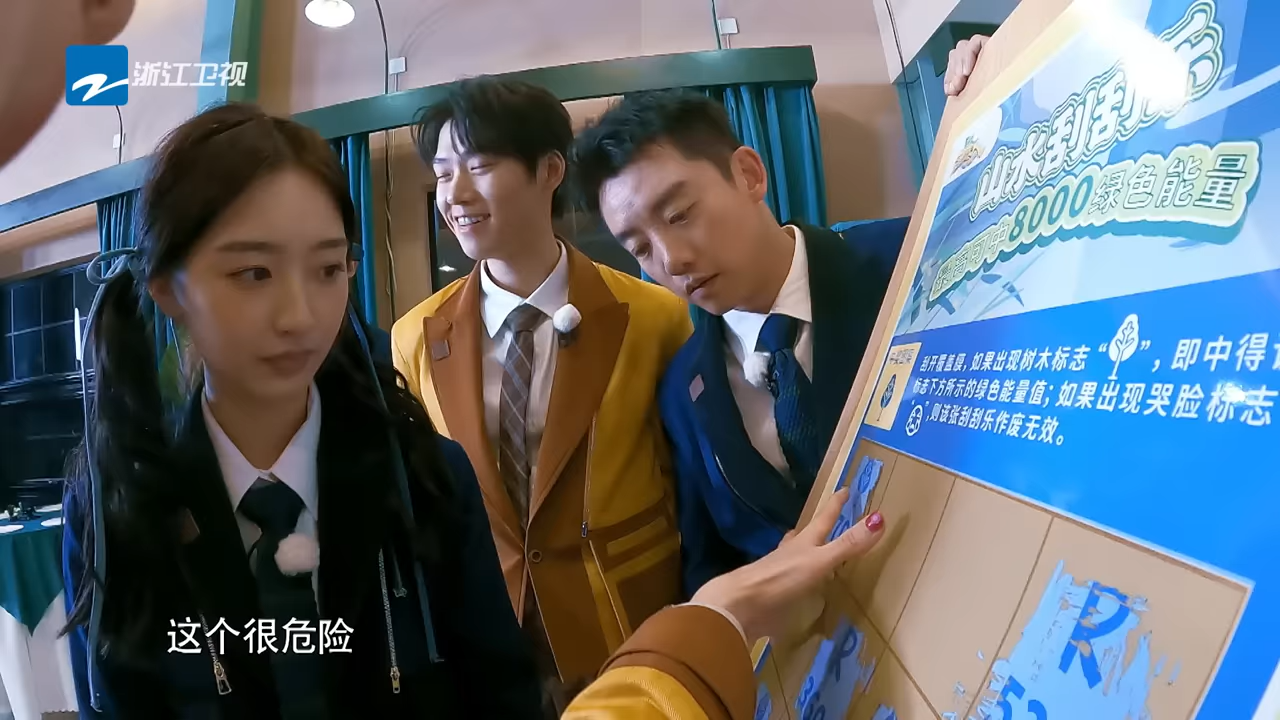 浙江卫视
山水刮刮乐
8000绿色能量
刮开覆盖膜,如果出现树木标志“ ”,即中得
标志下方所示的绿色能量值;如果出现哭脸标志
”,则该张刮刮乐作废无效。
R
R
这个很危险